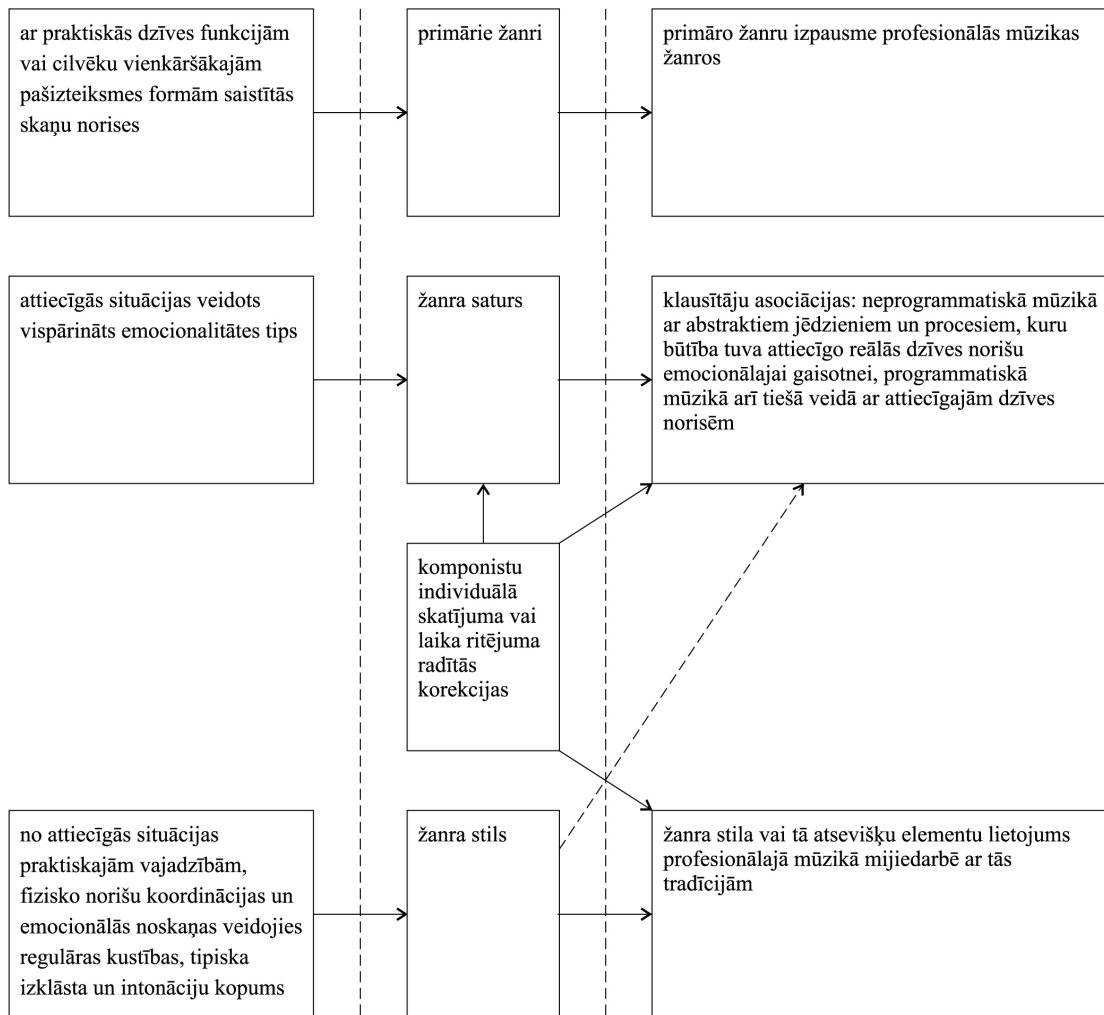 ar praktiskās dzīves funkcijām
vai cilvēku vienkāršākajām
pašizteiksmes formām saistītās
skaņu norises
primārie žanri
primāro žanru izpausme profesionālās mūzikas
žanros
attiecīgās situācijas veidots
vispārināts emocionalitātes tips
žanra saturs
klausītāju asociācijas: neprogrammatiskā mūzikā
ar abstraktiem jēdzieniem un procesiem, kuru
būtība tuva attiecīgo reālās dzīves norišu
emocionālajai gaisotnei, programmatiskā
mūzikā arī tiešā veidā ar attiecīgajām dzīves
norisēm
komponistu
individuālā
skatījuma vai
laika ritējuma
radītās
korekcijas
no attiecīgās situācijas
praktiskajām vajadzībām,
fizisko norišu koordinācijas un
emocionālās noskaņas veidojies
regulāras kustības, tipiska
izklāsta un intonāciju kopums
žanra stils
žanra stila vai tā atsevišķu elementu lietojums
profesionālajā mūzikā mijiedarbē ar tās
tradīcijām